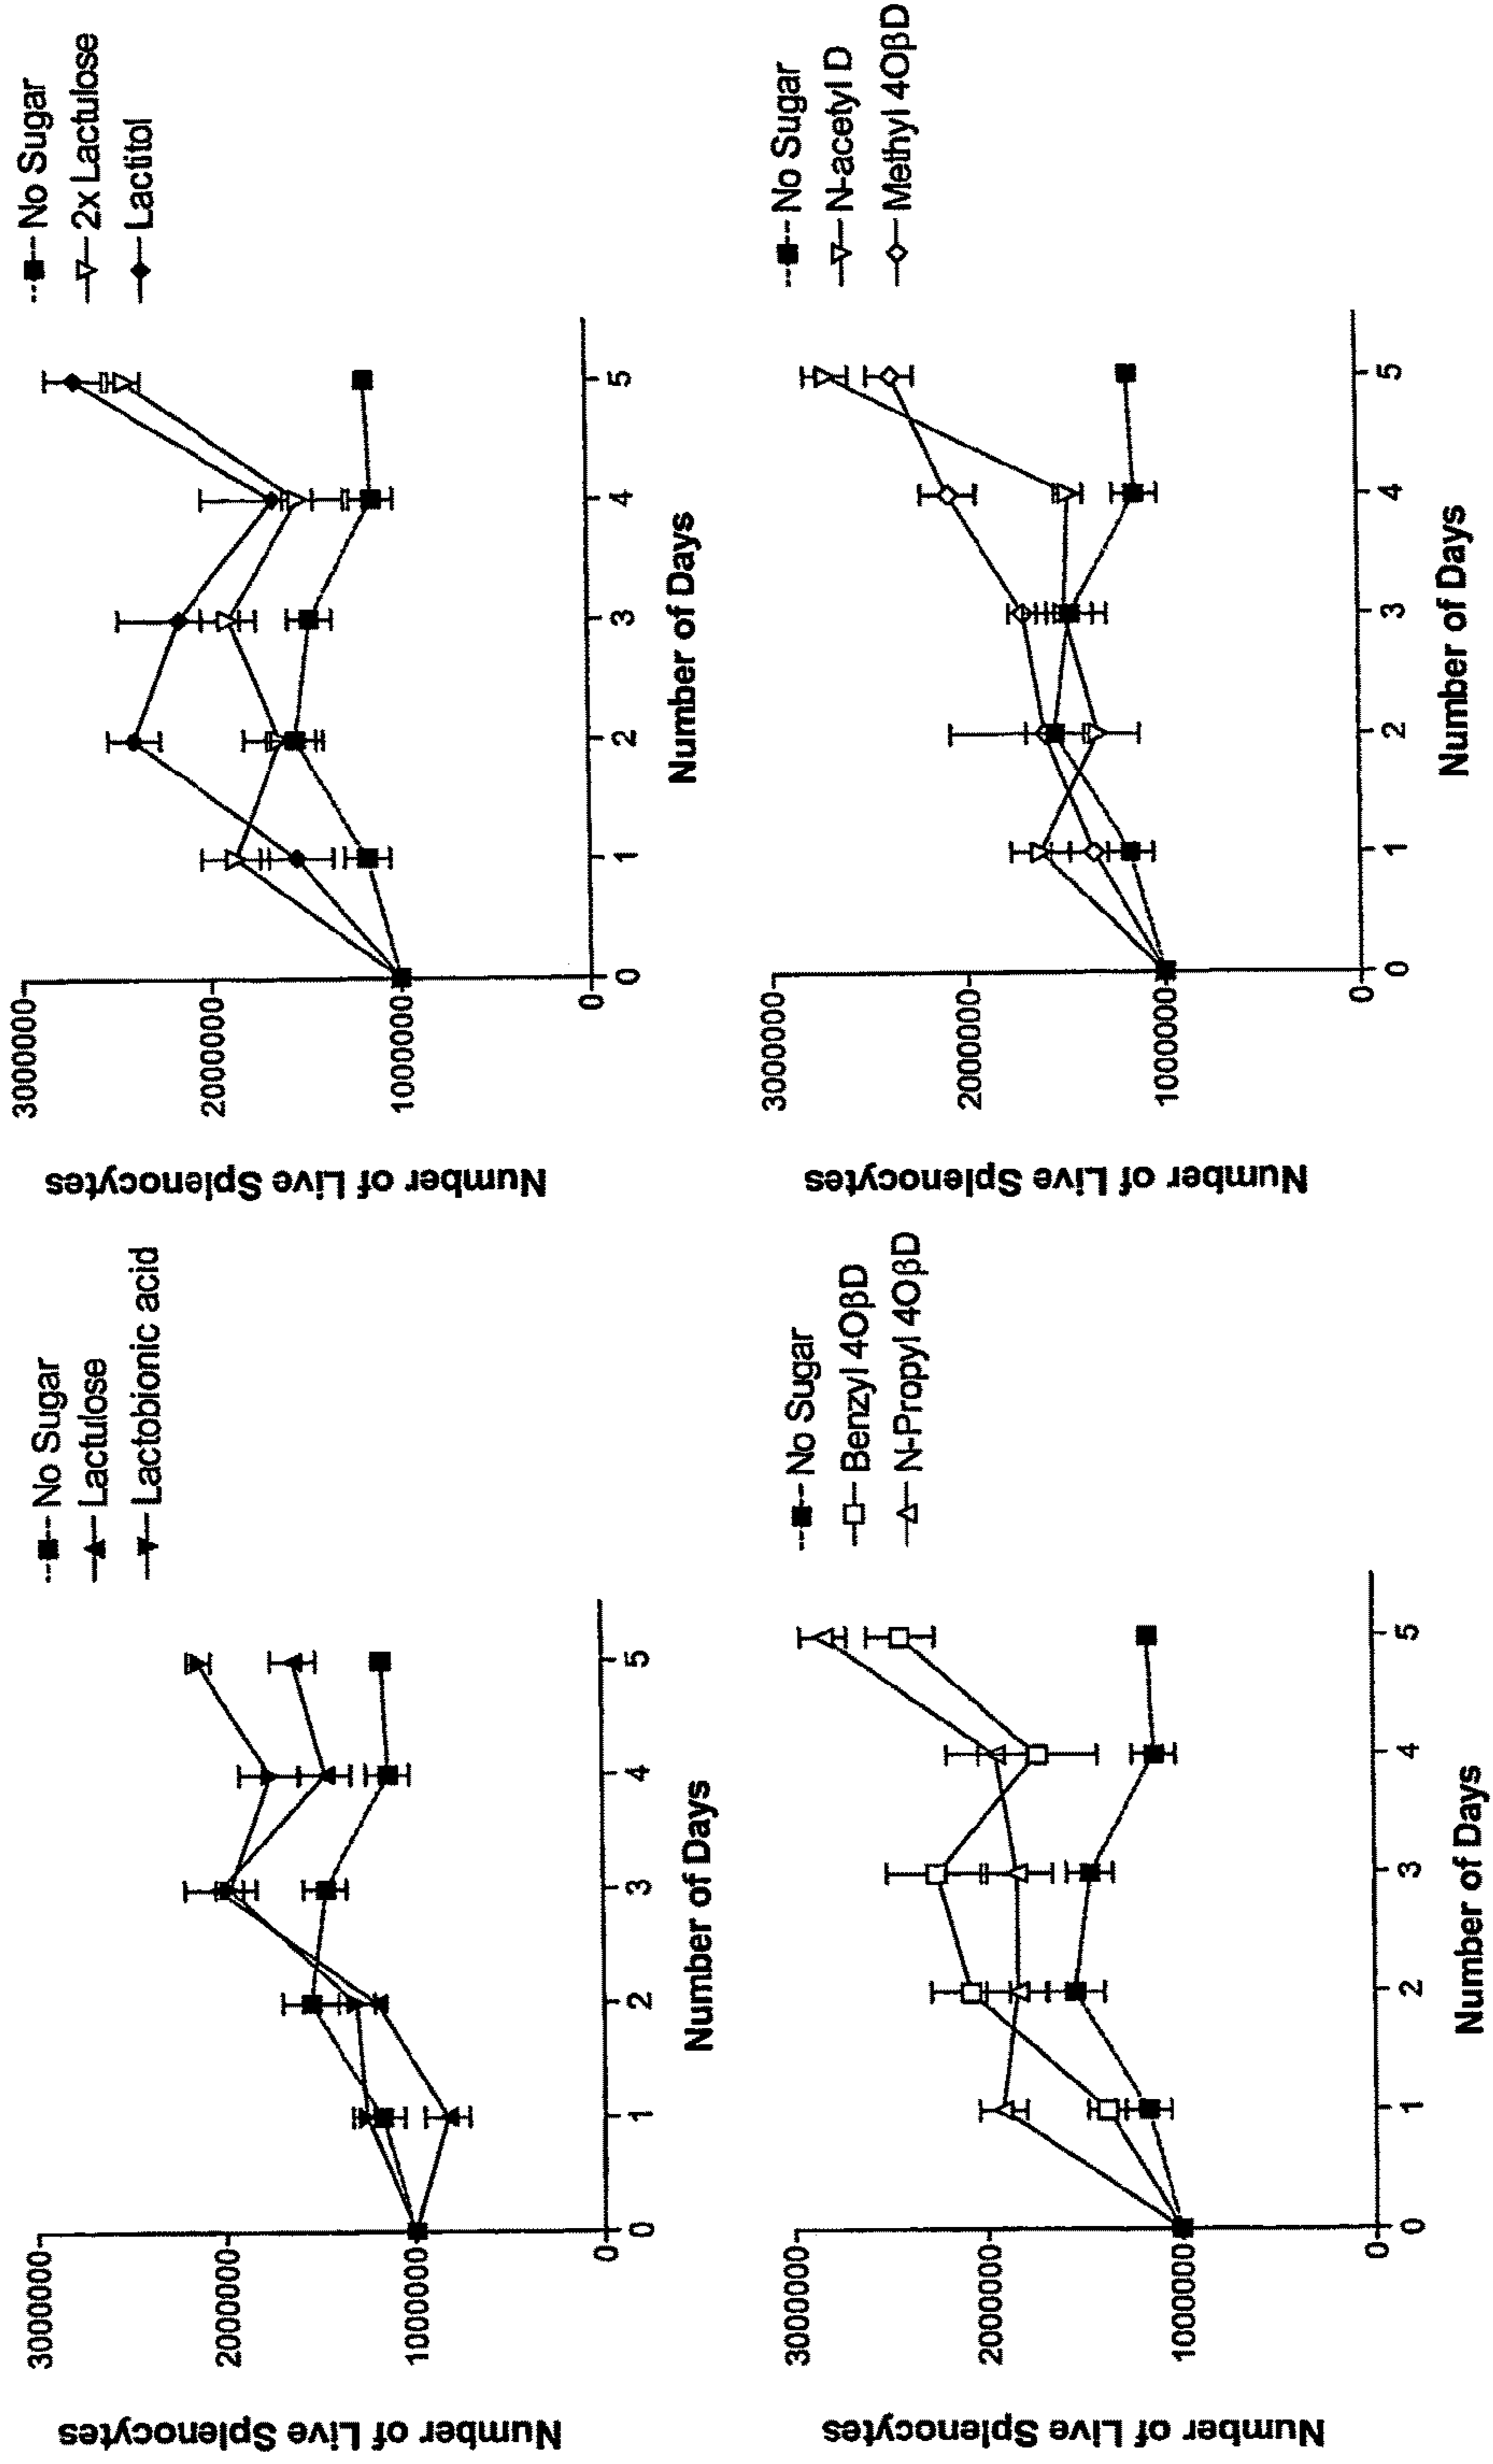 No Sugar
Lactulose
Lactobionic acid
Number of Live Splenocytes
3000000
2000000
1000000
0
0 1 2 3 4 5
Number of Days
No Sugar
2x Lactulose
Lactitol
Number of Live Splenocytes
3000000
2000000
1000000
0
0 1 2 3 4 5
Number of Days
No Sugar
Benzyl 4OβD
N-Propyl 4OβD
Number of Live Splenocytes
3000000
2000000
1000000
0
0 1 2 3 4 5
Number of Days
No Sugar
N-acetyl D
Methyl 4OβD
Number of Live Splenocytes
3000000
2000000
1000000
0
0 1 2 3 4 5
Number of Days